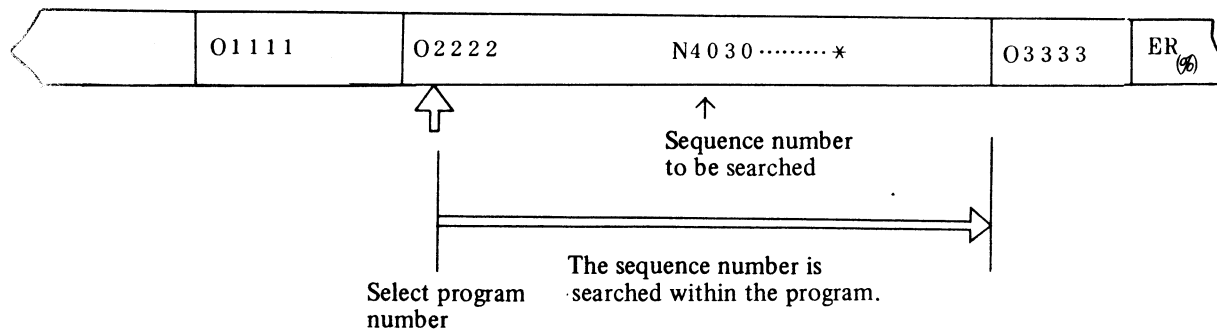 O1111 O2222 N4030·········* O3333 ER
(%)
Sequence number
to be searched
The sequence number is
searched within the program.
Select program
number